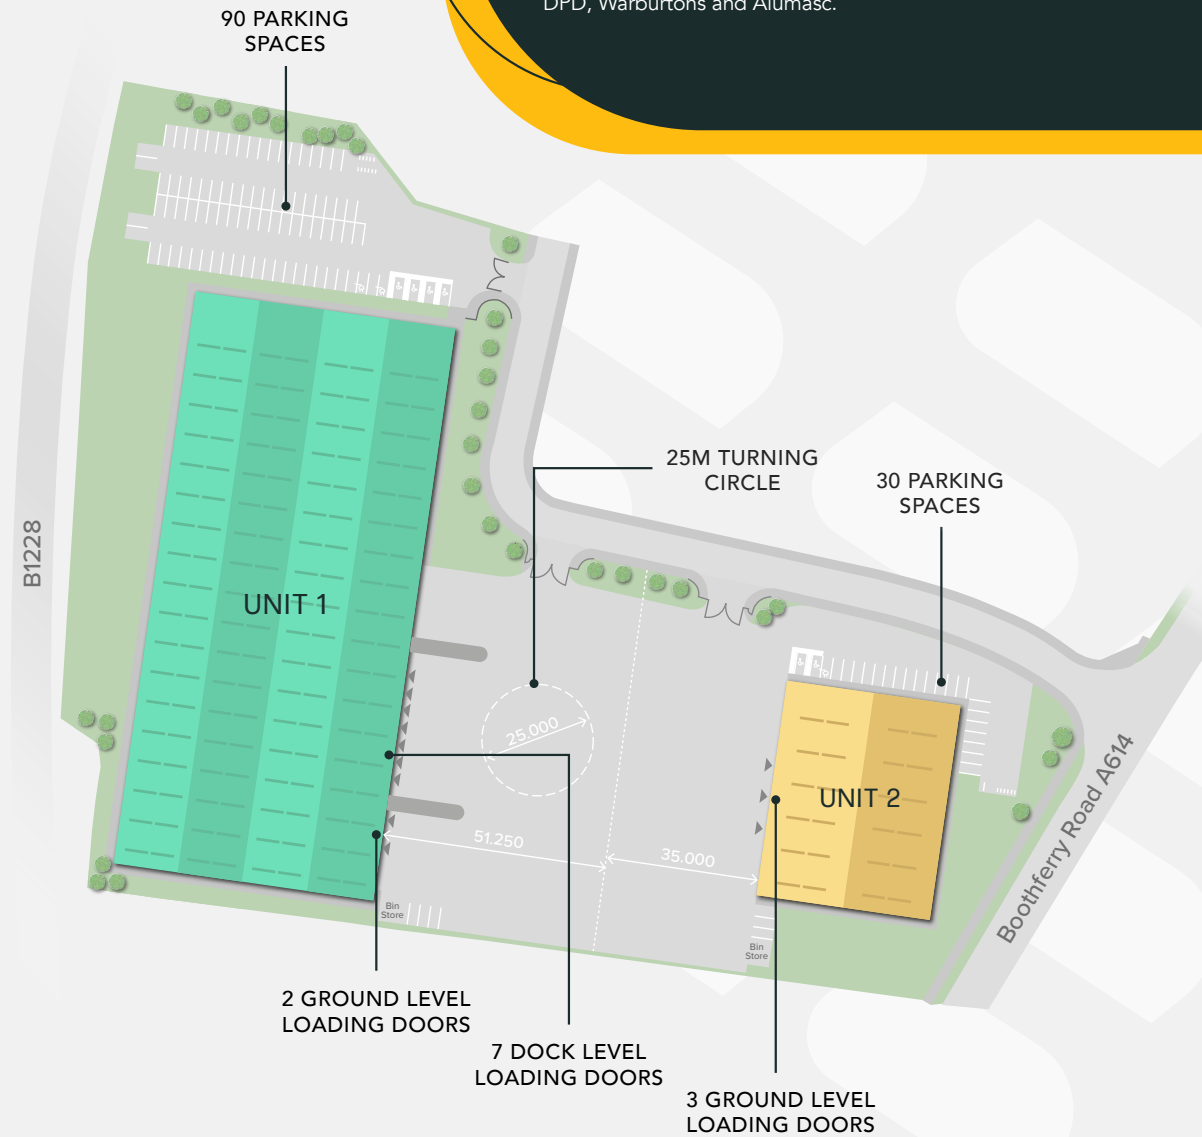 DPD, Warburtons and Alumasc.
90 PARKING
SPACES
25M TURNING
CIRCLE
30 PARKING
SPACES
B1228
UNIT 1
25.000
UNIT 2
51.250
35.000
Boothferry Road A614
Bin
Store
Bin
Store
2 GROUND LEVEL
LOADING DOORS
7 DOCK LEVEL
LOADING DOORS
3 GROUND LEVEL
LOADING DOORS